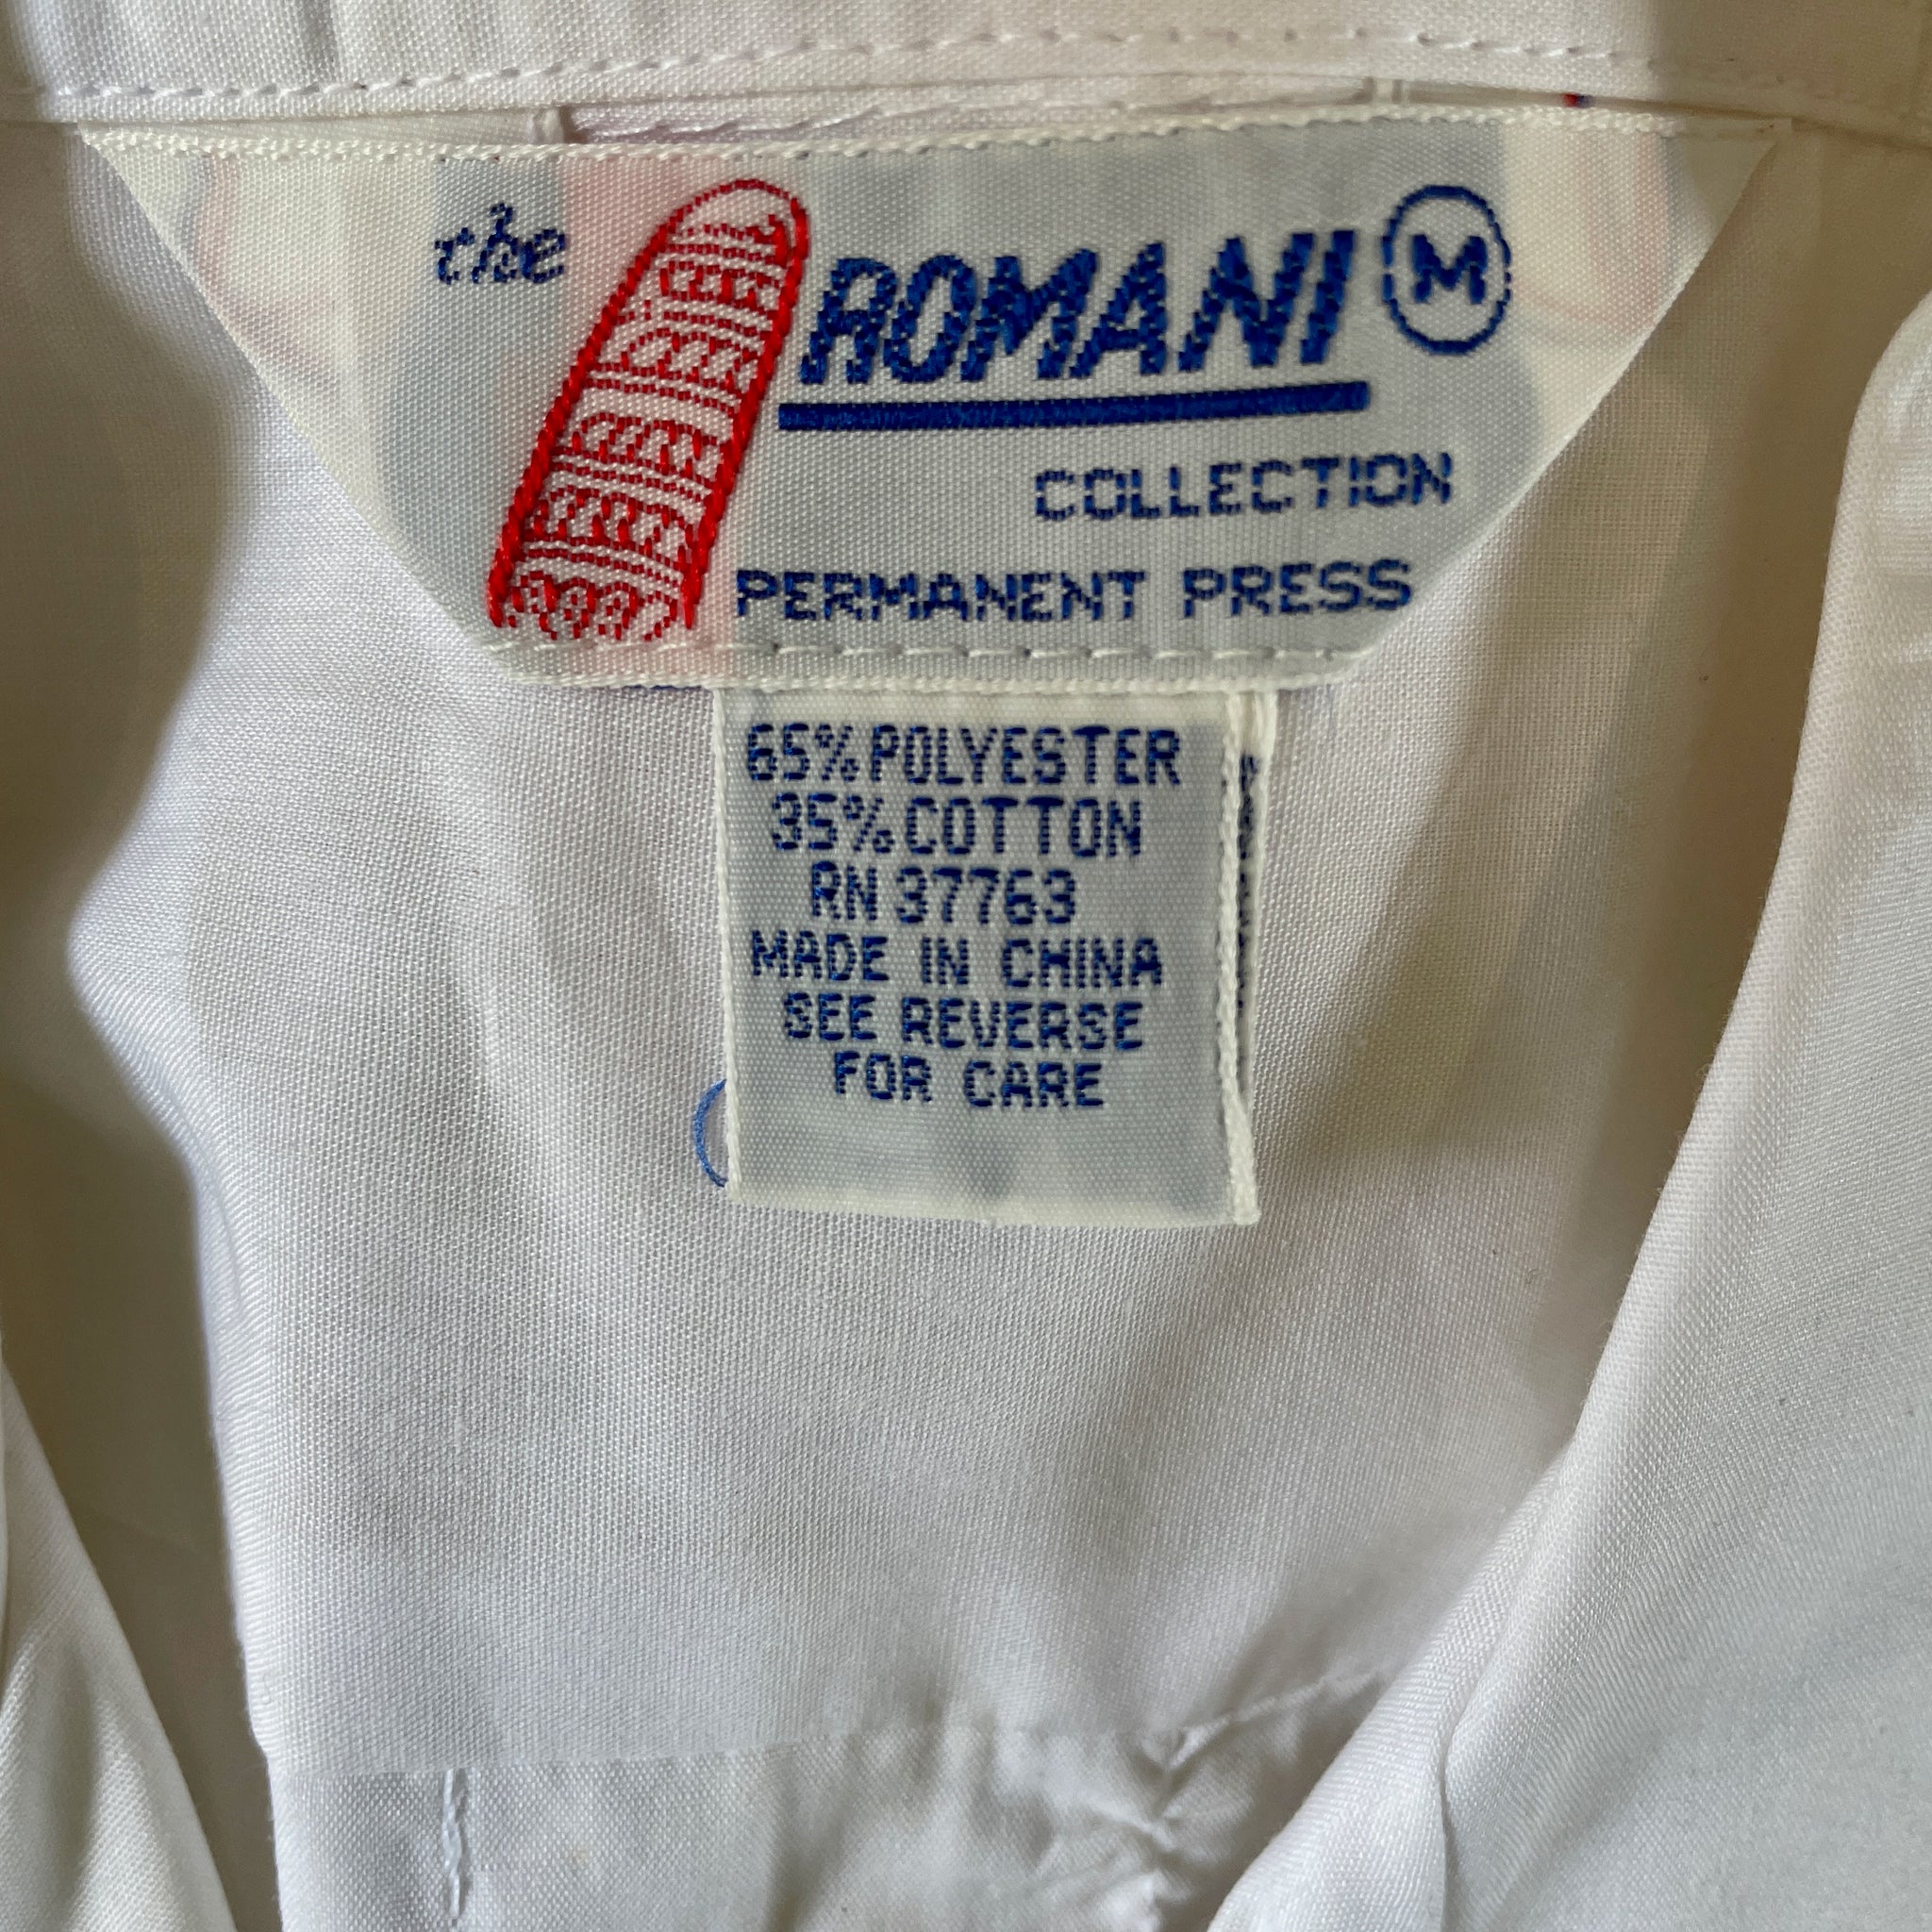 the ROMANI M
COLLECTION
PERMANENT PRESS
65% POLYESTER
35% COTTON
RN 37763
MADE IN CHINA
SEE REVERSE
FOR CARE